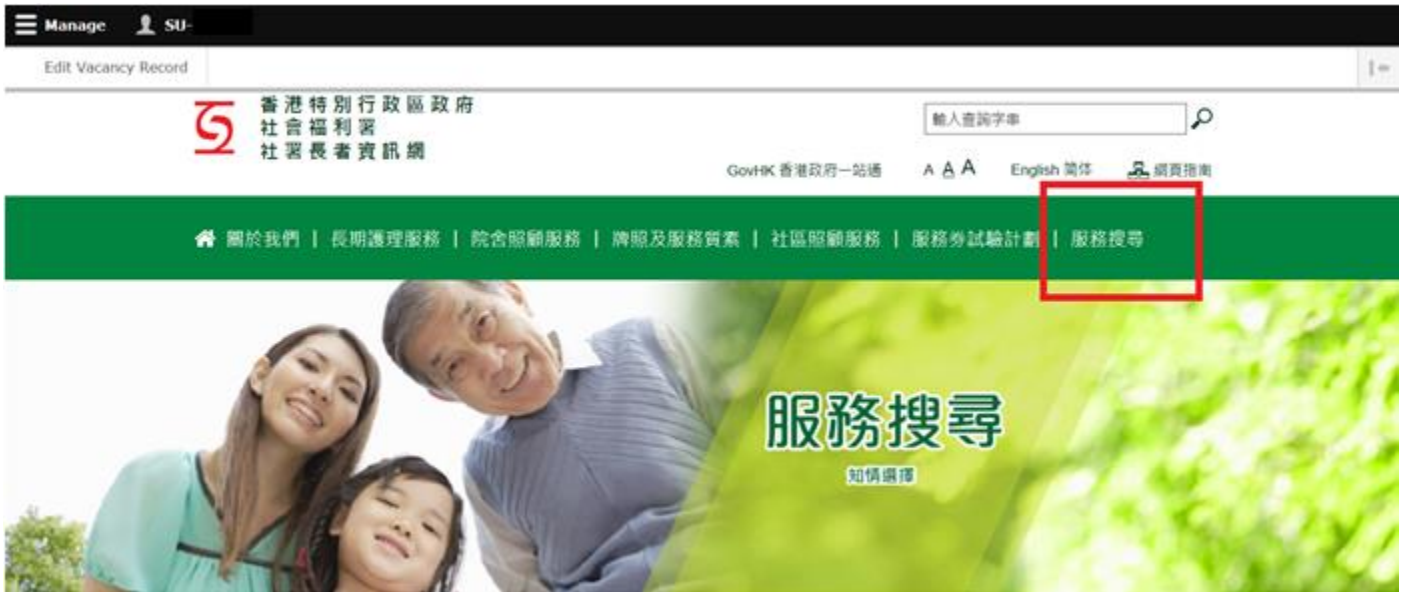 Manage SU-
Edit Vacancy Record
香港特別行政區政府
社會福利署
社署長者資訊網
輸入查詢字串
GovHK 香港政府一站通 A A A English 简体 網頁指南
關於我們 | 長期護理服務 | 院舍照顧服務 | 牌照及服務質素 | 社區照顧服務 | 服務券試驗計劃 | 服務搜尋
服務搜尋
知情選擇